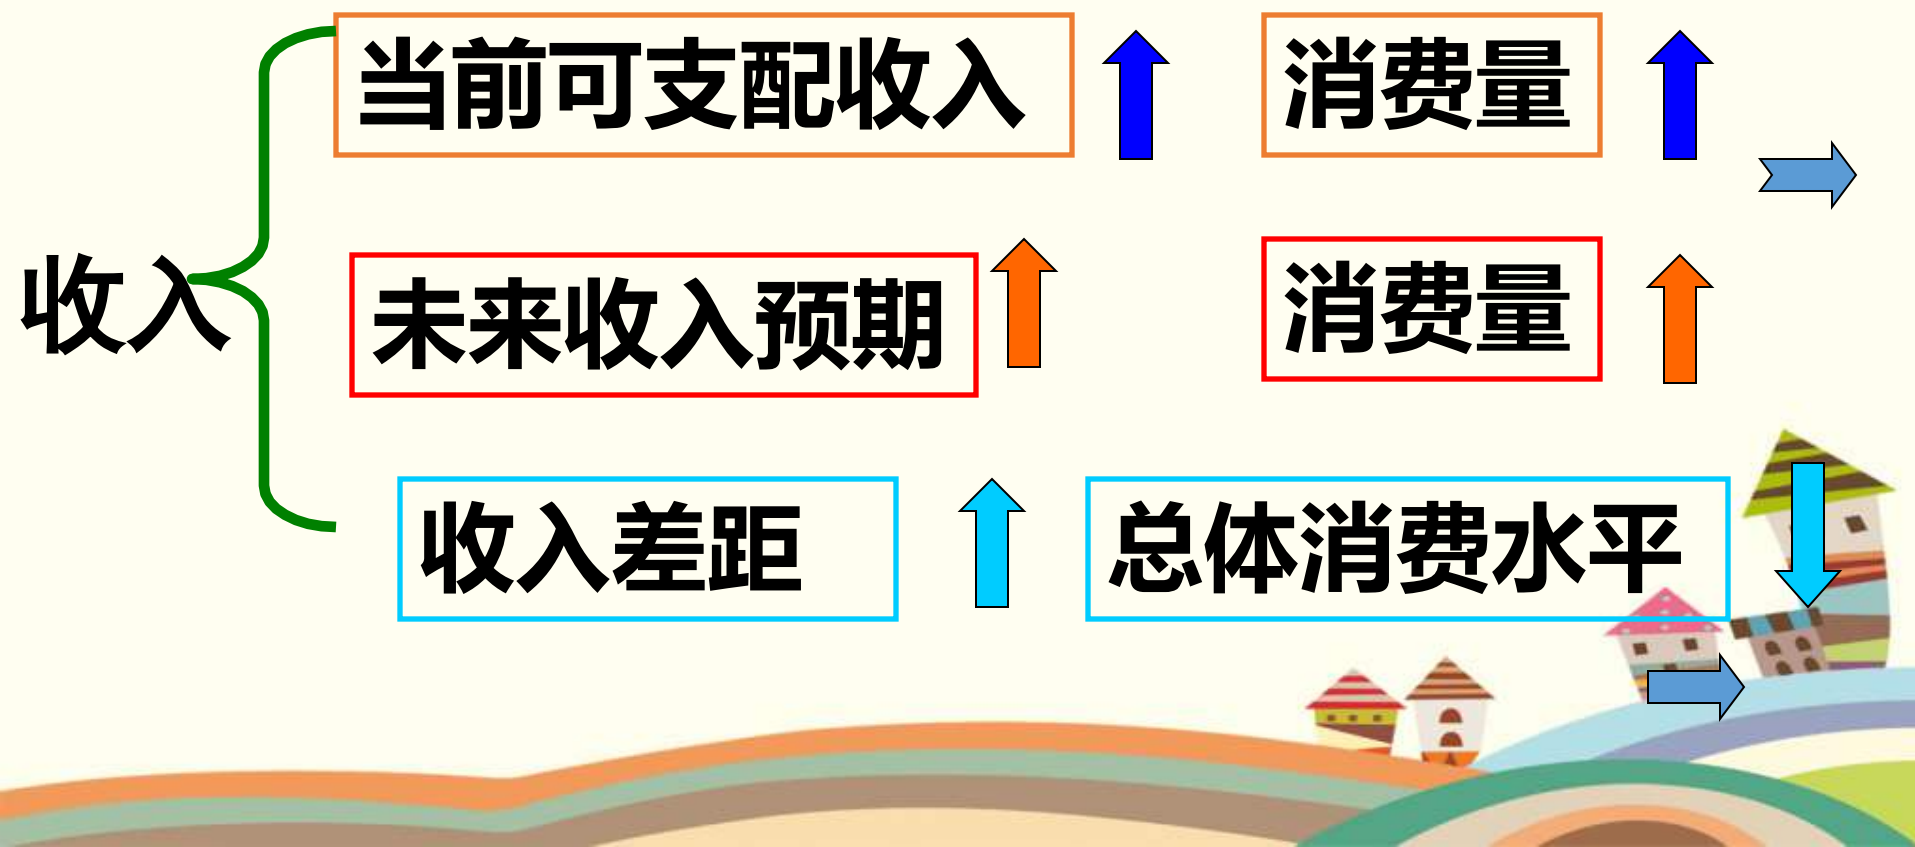 当前可支配收入 消费量
收入
未来收入预期 消费量
收入差距 总体消费水平